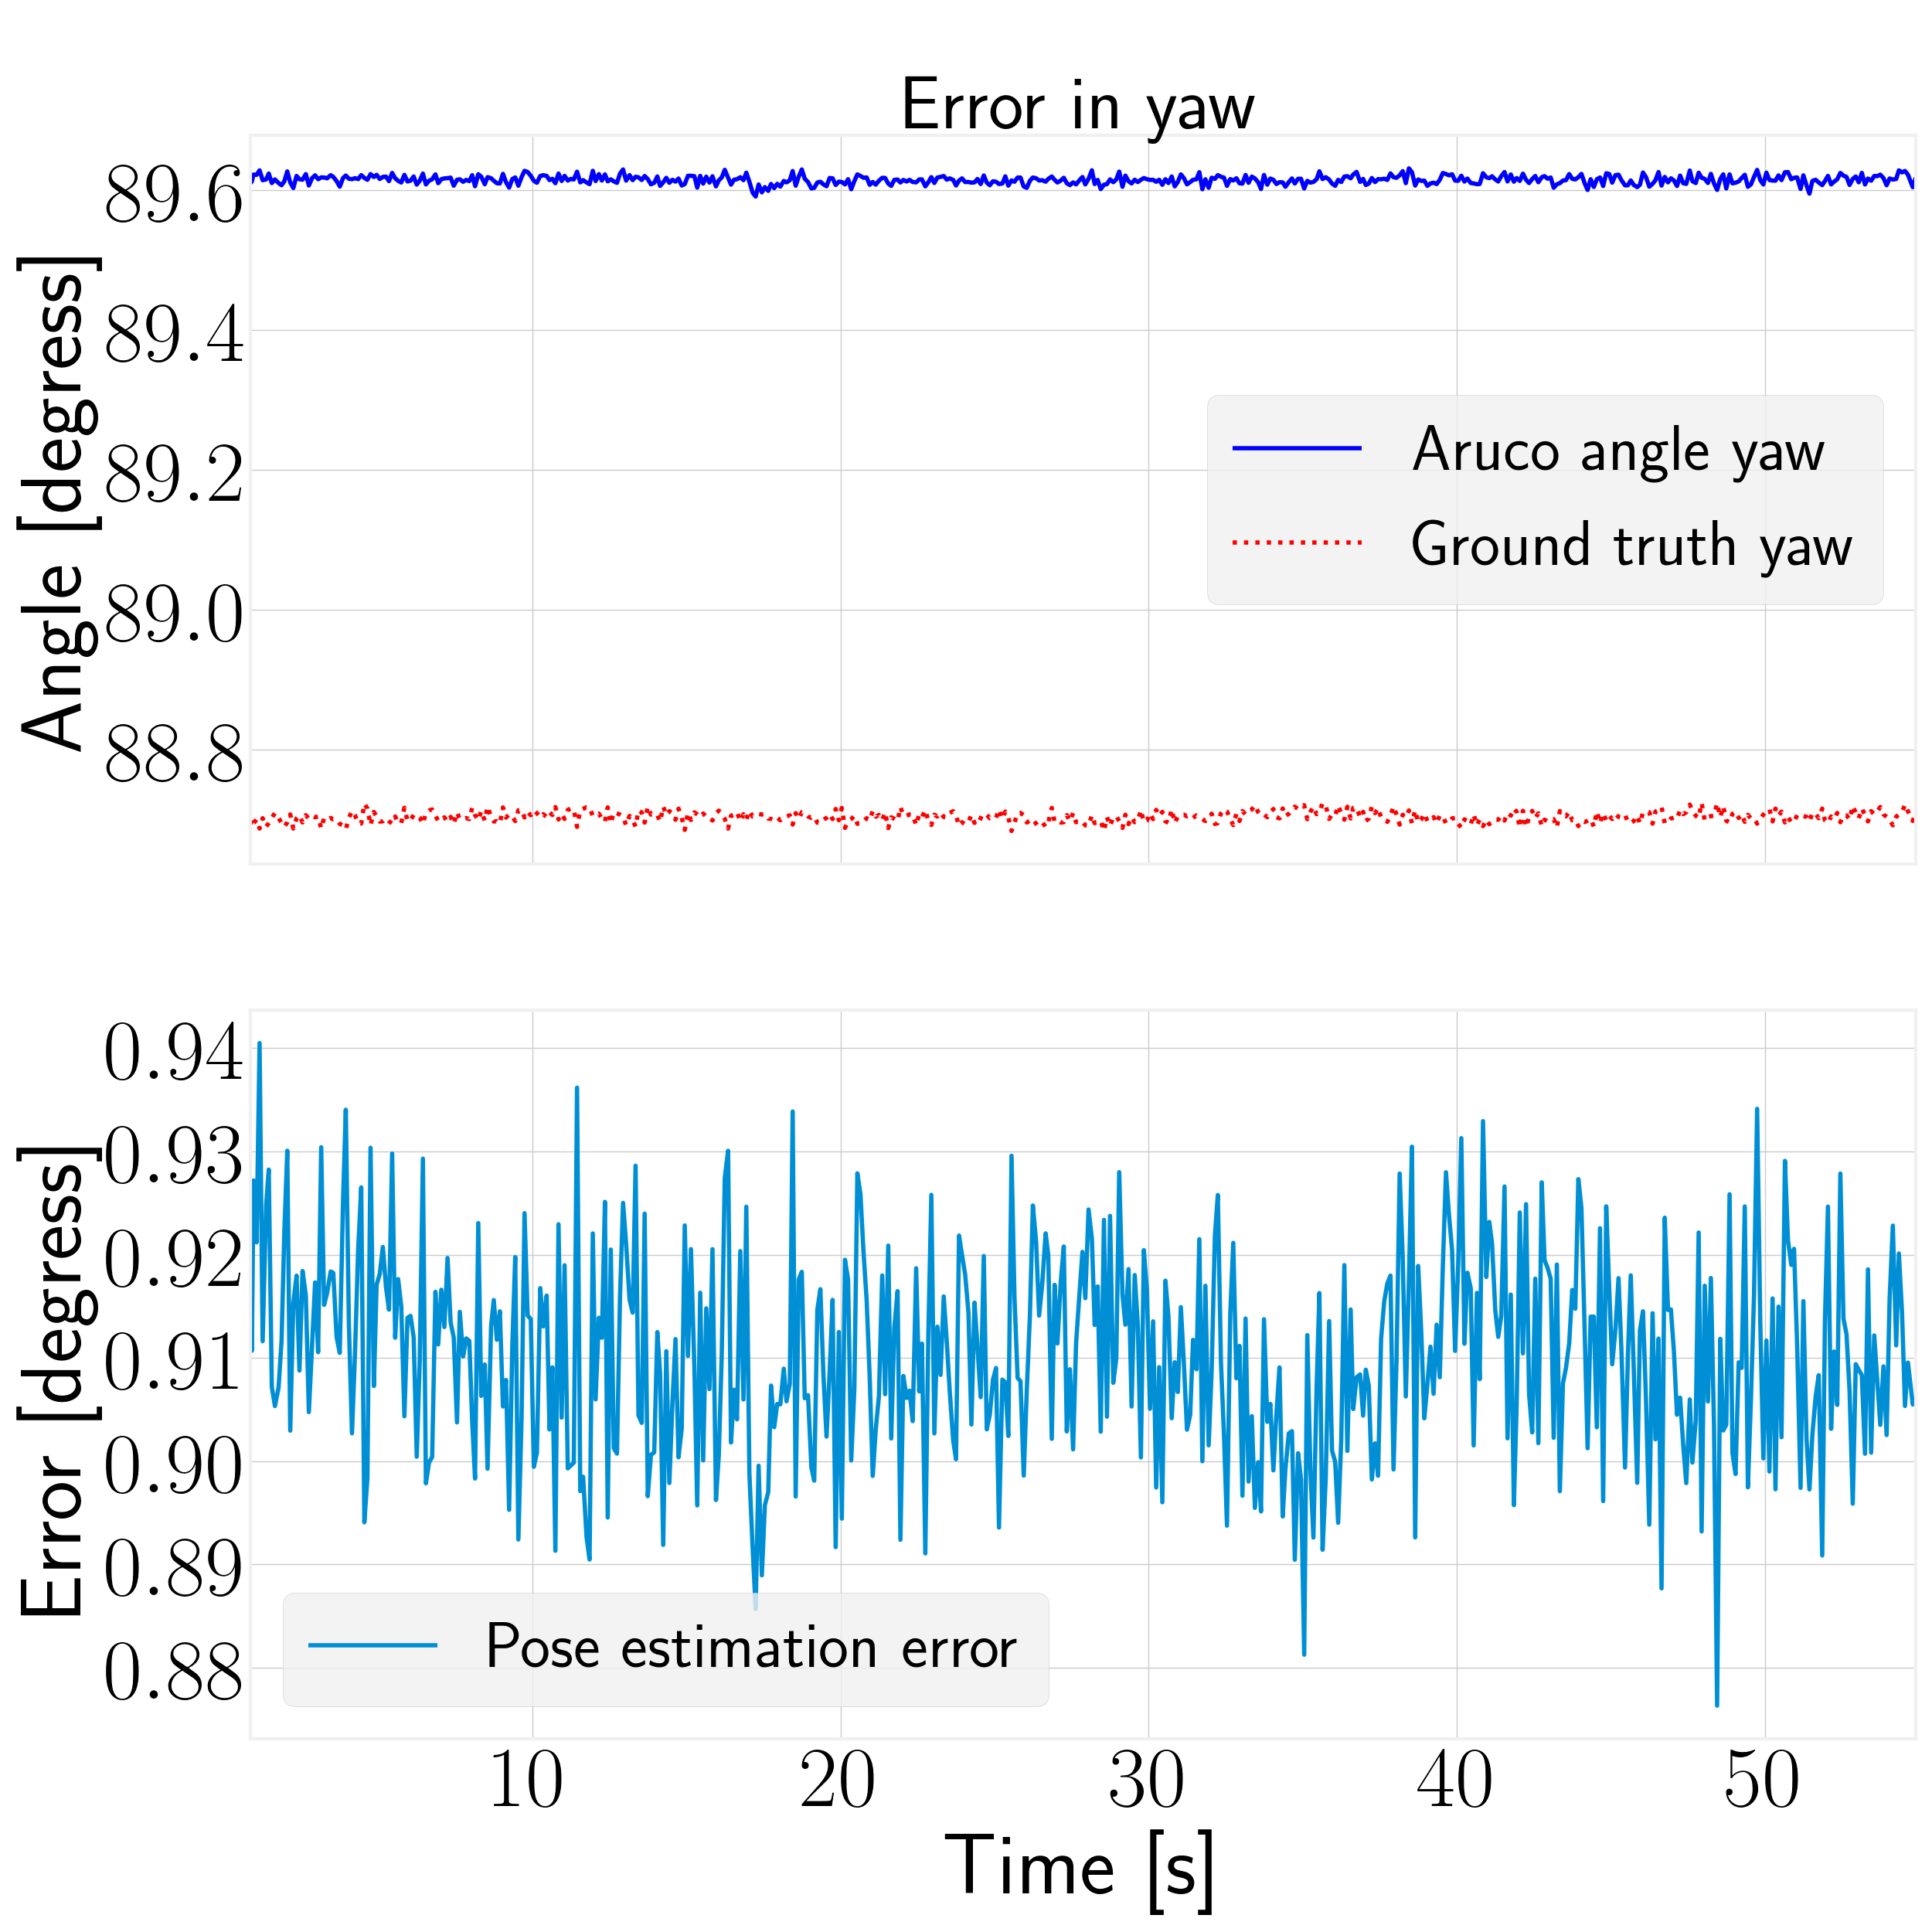 Error in yaw
Angle [degress]
89.6
89.4
89.2
89.0
88.8
Aruco angle yaw
Ground truth yaw
Error [degress]
0.94
0.93
0.92
0.91
0.90
0.89
0.88
Pose estimation error
10 20 30 40 50
Time [s]